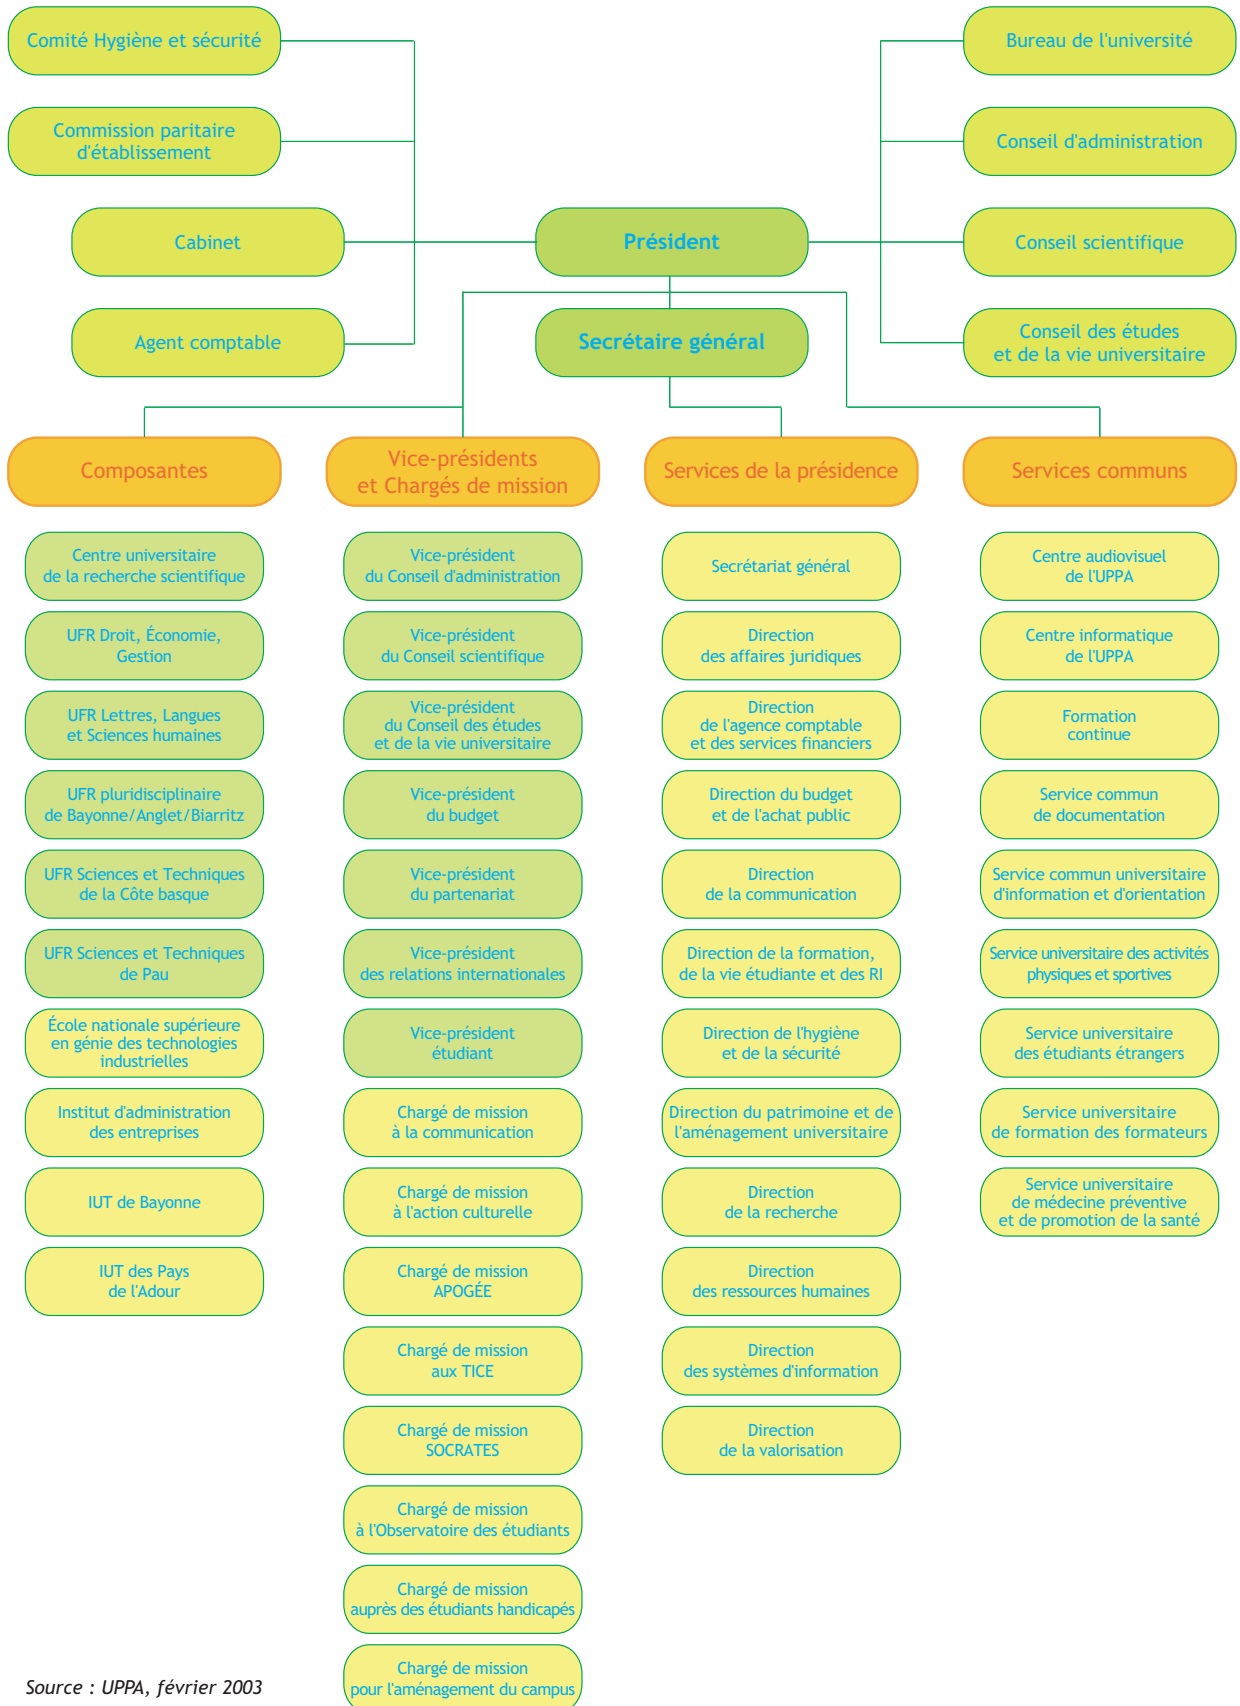 Comité Hygiène et sécurité
Bureau de l'université
Commission paritaire
d'établissement
Conseil d'administration
Cabinet
Président
Conseil scientifique
Agent comptable
Secrétaire général
Conseil des études
et de la vie universitaire
Composantes
Vice-présidents
et Chargés de mission
Services de la présidence
Services communs
Centre universitaire
de la recherche scientifique
UFR Droit, Économie,
Gestion
UFR Lettres, Langues
et Sciences humaines
UFR pluridisciplinaire
de Bayonne/Anglet/Biarritz
UFR Sciences et Techniques
de la Côte basque
UFR Sciences et Techniques
de Pau
École nationale supérieure
en génie des technologies
industrielles
Institut d'administration
des entreprises
IUT de Bayonne
IUT des Pays
de l'Adour
Vice-président
du Conseil d'administration
Vice-président
du Conseil scientifique
Vice-président
du Conseil des études
et de la vie universitaire
Vice-président
du budget
Vice-président
du partenariat
Vice-président
des relations internationales
Vice-président
étudiant
Chargé de mission
à la communication
Chargé de mission
à l'action culturelle
Chargé de mission
APOGÉE
Chargé de mission
aux TICE
Chargé de mission
SOCRATES
Chargé de mission
à l'Observatoire des étudiants
Chargé de mission
auprès des étudiants handicapés
Chargé de mission
pour l'aménagement du campus
Secrétariat général
Direction
des affaires juridiques
Direction
de l'agence comptable
et des services financiers
Direction du budget
et de l'achat public
Direction
de la communication
Direction de la formation,
de la vie étudiante et des RI
Direction de l'hygiène
et de la sécurité
Direction du patrimoine et de
l'aménagement universitaire
Direction
de la recherche
Direction
des ressources humaines
Direction
des systèmes d'information
Direction
de la valorisation
Centre audiovisuel
de l'UPPA
Centre informatique
de l'UPPA
Formation
continue
Service commun
de documentation
Service commun universitaire
d'information et d'orientation
Service universitaire des activités
physiques et sportives
Service universitaire
des étudiants étrangers
Service universitaire
de formation des formateurs
Service universitaire
de médecine préventive
et de promotion de la santé
Source : UPPA, février 2003